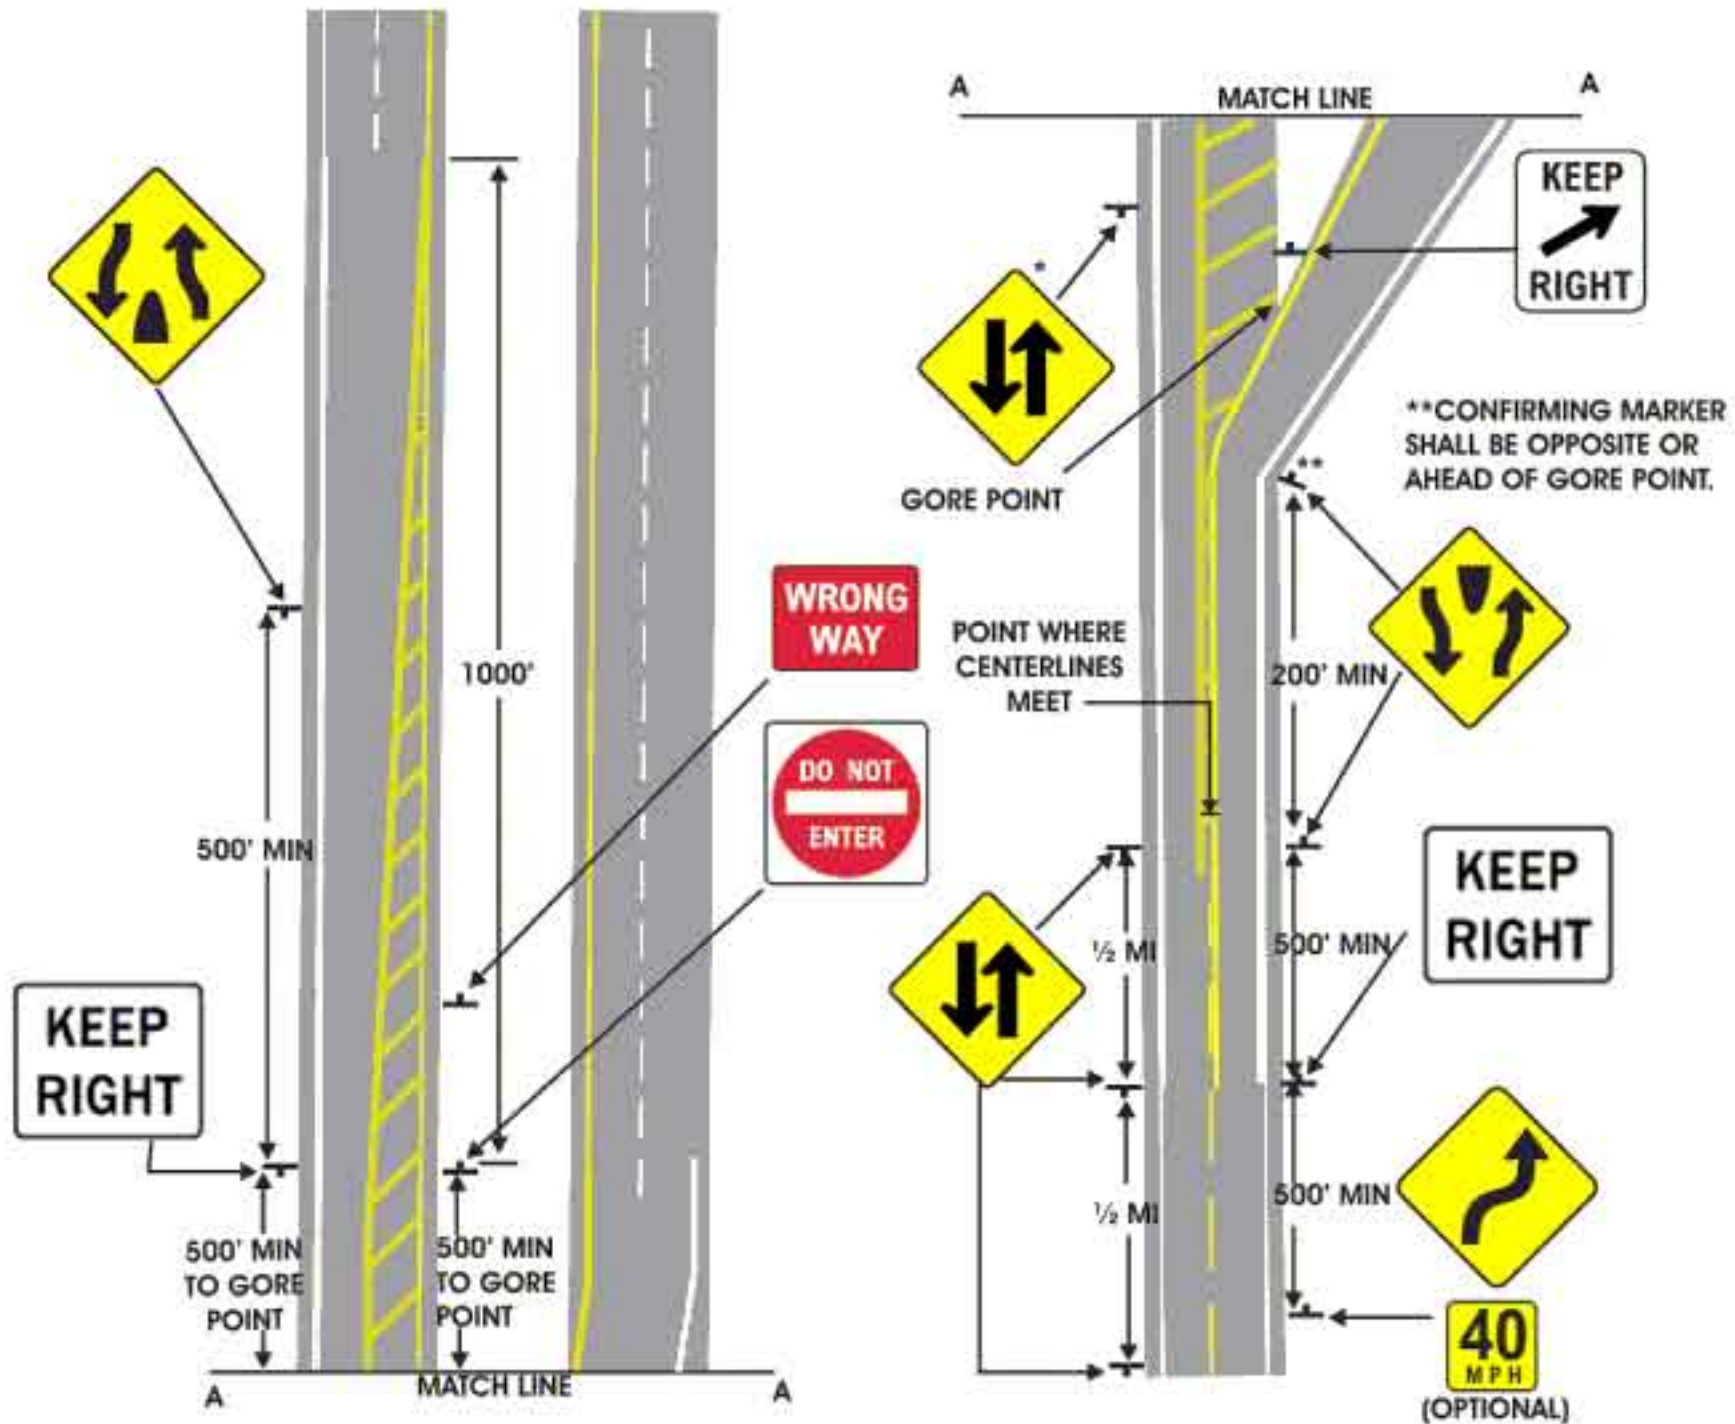 A
MATCH LINE
A
KEEP
RIGHT
*
**CONFIRMING MARKER
SHALL BE OPPOSITE OR
AHEAD OF GORE POINT.
**
GORE POINT
WRONG
WAY
POINT WHERE
CENTERLINES
MEET
1000'
200' MIN
DO NOT
ENTER
500' MIN
KEEP
RIGHT
½ MI
500' MIN
KEEP
RIGHT
500' MIN
TO GORE
POINT
500' MIN
TO GORE
POINT
½ MI
500' MIN
40
MPH
(OPTIONAL)
A
MATCH LINE
A